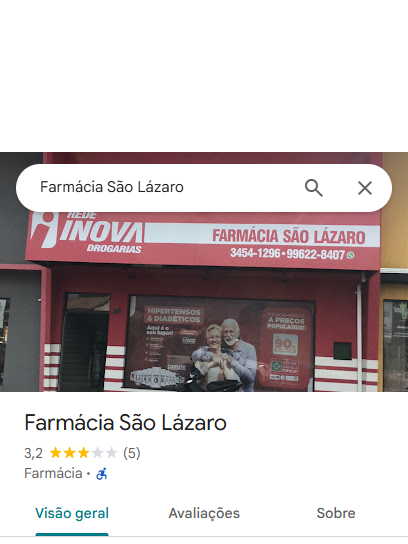 Farmácia São Lázaro
REDE
INOVA
DROGARIAS
FARMÁCIA SÃO LÁZARO
3454-1296 • 99622-8407
HIPERTENSOS
& DIABÉTICOS
Aqui é o
seu lugar!
A PREÇOS
POPULARES!
90%
Farmácia São Lázaro
3,2 (5)
Farmácia ·
Visão geral Avaliações Sobre